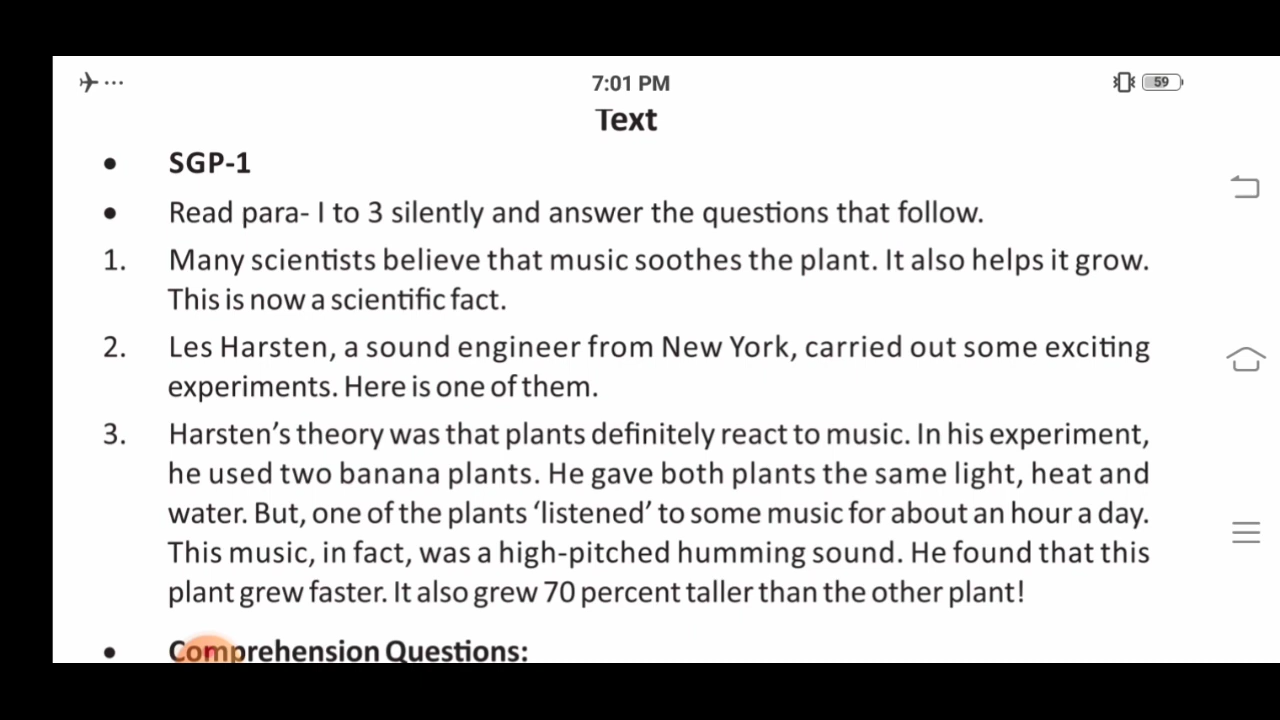 7:01 PM
59
Text
• SGP-1
• Read para- I to 3 silently and answer the questions that follow.
1. Many scientists believe that music soothes the plant. It also helps it grow.
This is now a scientific fact.
2. Les Harsten, a sound engineer from New York, carried out some exciting
experiments. Here is one of them.
3. Harsten’s theory was that plants definitely react to music. In his experiment,
he used two banana plants. He gave both plants the same light, heat and
water. But, one of the plants ‘listened’ to some music for about an hour a day.
This music, in fact, was a high-pitched humming sound. He found that this
plant grew faster. It also grew 70 percent taller than the other plant!
• Comprehension Questions: